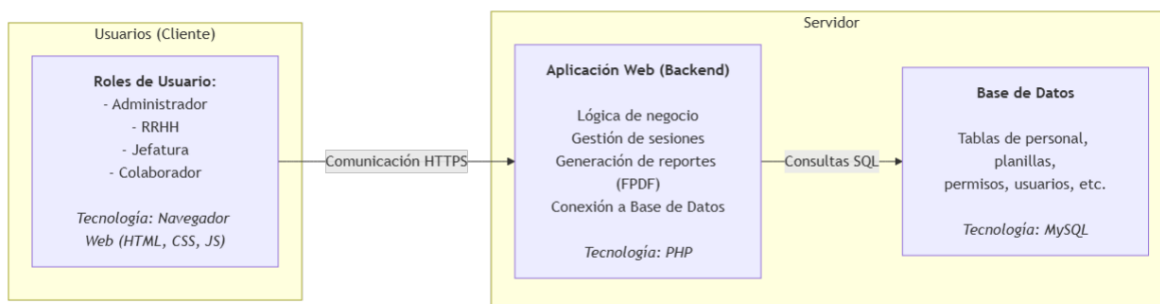 Usuarios (Cliente)
Roles de Usuario:
- Administrador
- RRHH
- Jefatura
- Colaborador
Tecnología: Navegador
Web (HTML, CSS, JS)
Comunicación HTTPS
Servidor
Aplicación Web (Backend)
Lógica de negocio
Gestión de sesiones
Generación de reportes
(FPDF)
Conexión a Base de Datos
Tecnología: PHP
Consultas SQL
Base de Datos
Tablas de personal,
planillas,
permisos, usuarios, etc.
Tecnología: MySQL